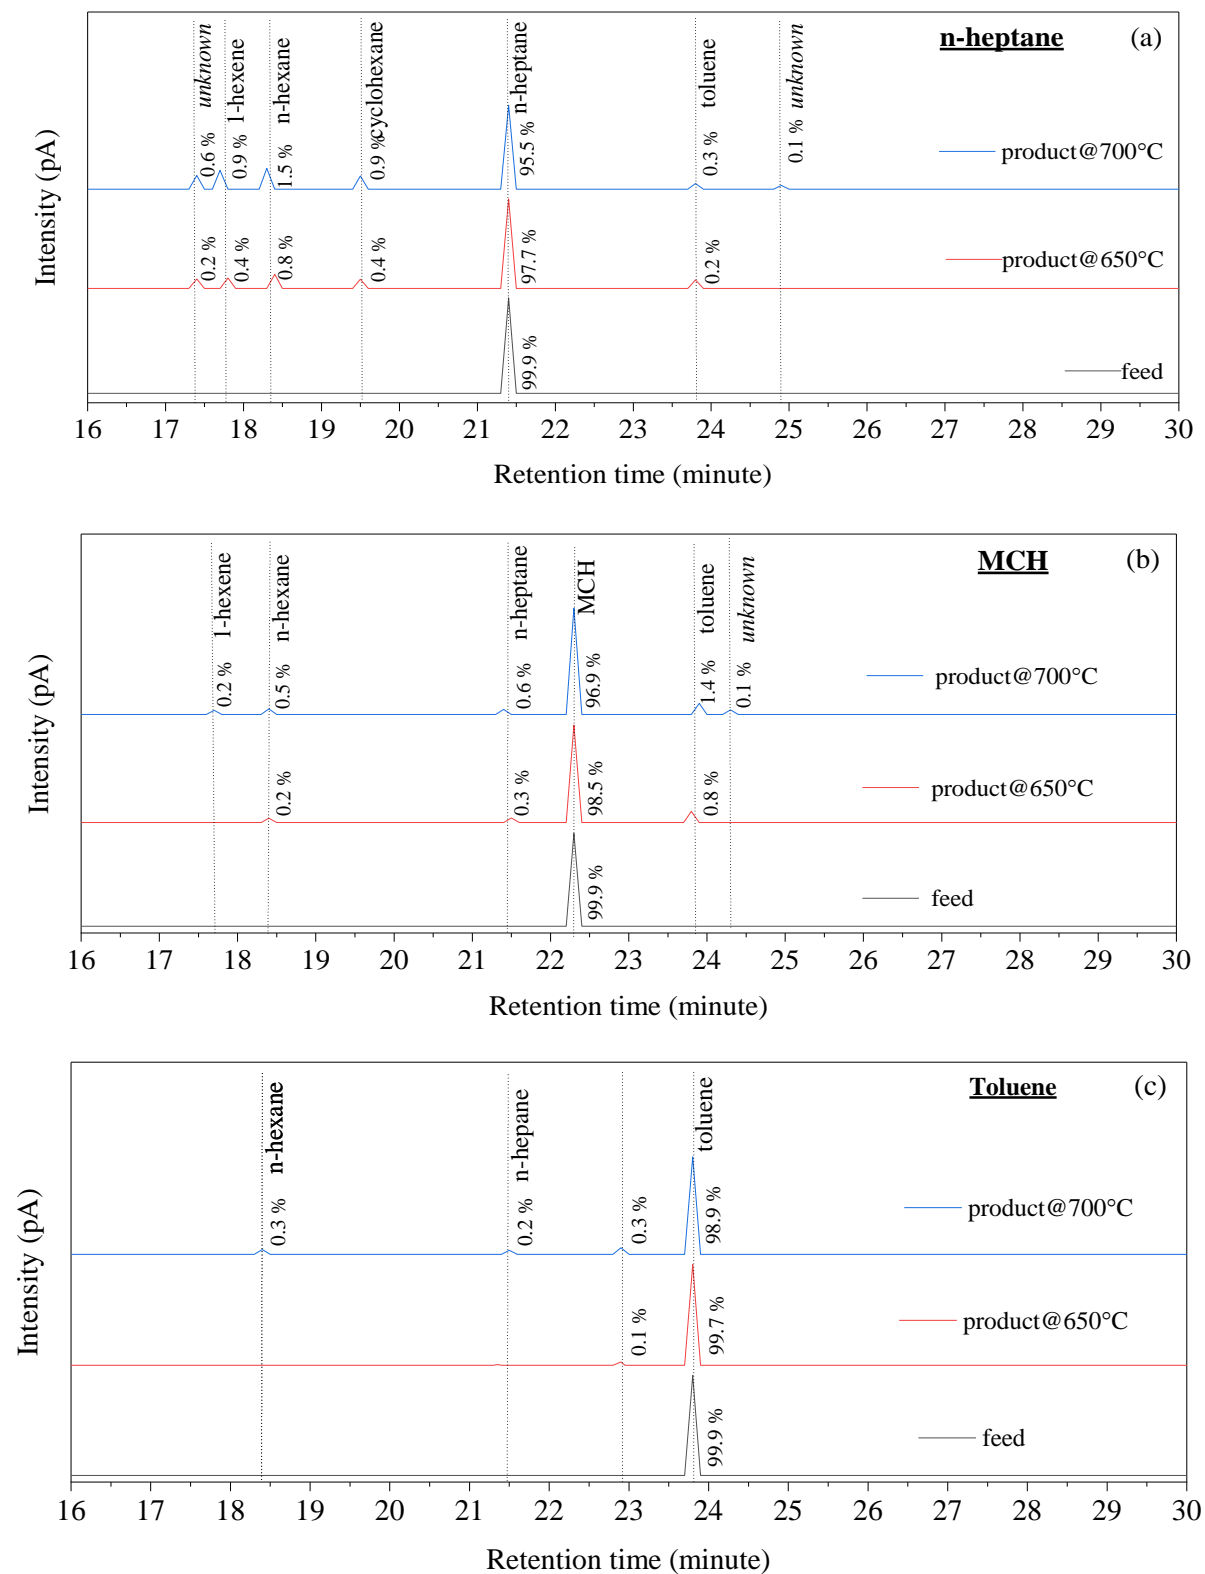 n-heptane (a)
unknown
1-hexene
n-hexane
cyclohexane
n-heptane
toluene
unknown
0.6 %
0.9 %
1.5 %
0.9 %
95.5 %
0.3 %
0.1 %
product@700°C
0.2 %
0.4 %
0.8 %
0.4 %
97.7 %
0.2 %
product@650°C
99.9 %
feed
Intensity (pA)
16 17 18 19 20 21 22 23 24 25 26 27 28 29 30
Retention time (minute)
MCH (b)
1-hexene
n-hexane
n-heptane
MCH
toluene
unknown
0.2 %
0.5 %
0.6 %
96.9 %
1.4 %
0.1 %
product@700°C
0.2 %
0.3 %
98.5 %
0.8 %
product@650°C
99.9 %
feed
Intensity (pA)
16 17 18 19 20 21 22 23 24 25 26 27 28 29 30
Retention time (minute)
Toluene (c)
n-hexane
n-hepane
toluene
0.3 %
0.2 %
0.3 %
98.9 %
product@700°C
0.1 %
99.7 %
product@650°C
99.9 %
feed
Intensity (pA)
16 17 18 19 20 21 22 23 24 25 26 27 28 29 30
Retention time (minute)